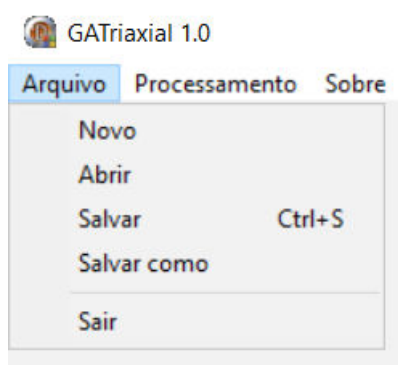 GATriaxial 1.0
Arquivo Processamento Sobre
Novo
Abrir
Salvar Ctrl+S
Salvar como
Sair